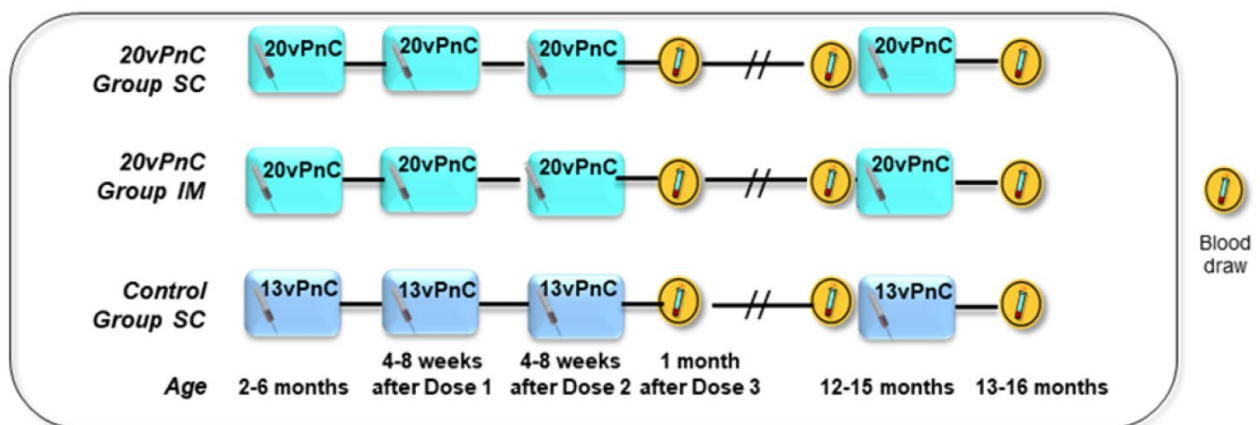 20vPnC
Group SC
20vPnC 20vPnC 20vPnC 20vPnC
20vPnC
Group IM
20vPnC 20vPnC 20vPnC 20vPnC
Blood
draw
Control
Group SC
13vPnC 13vPnC 13vPnC 13vPnC
Age
2-6 months
4-8 weeks
after Dose 1
4-8 weeks
after Dose 2
1 month
after Dose 3
12-15 months
13-16 months